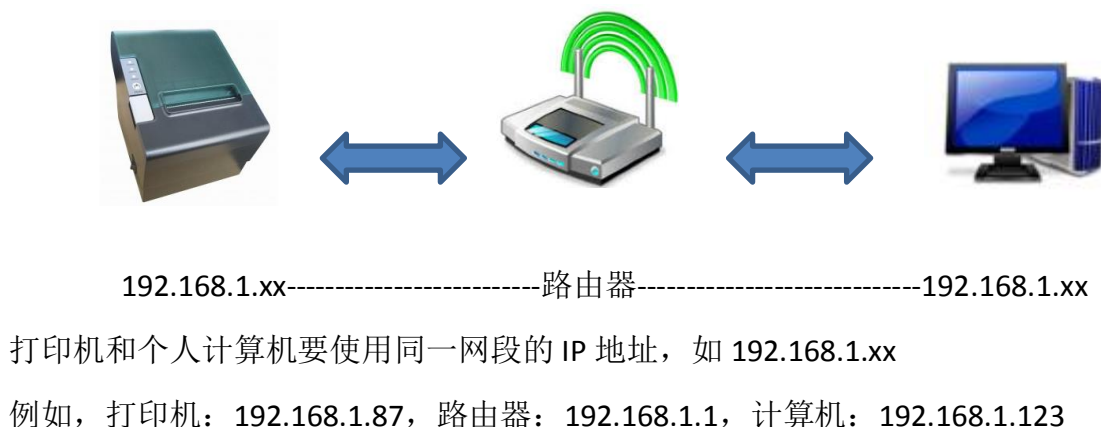 192.168.1.xx--------------------------路由器-----------------------------192.168.1.xx
打印机和个人计算机要使用同一网段的 IP 地址，如 192.168.1.xx
例如，打印机：192.168.1.87，路由器：192.168.1.1，计算机：192.168.1.123